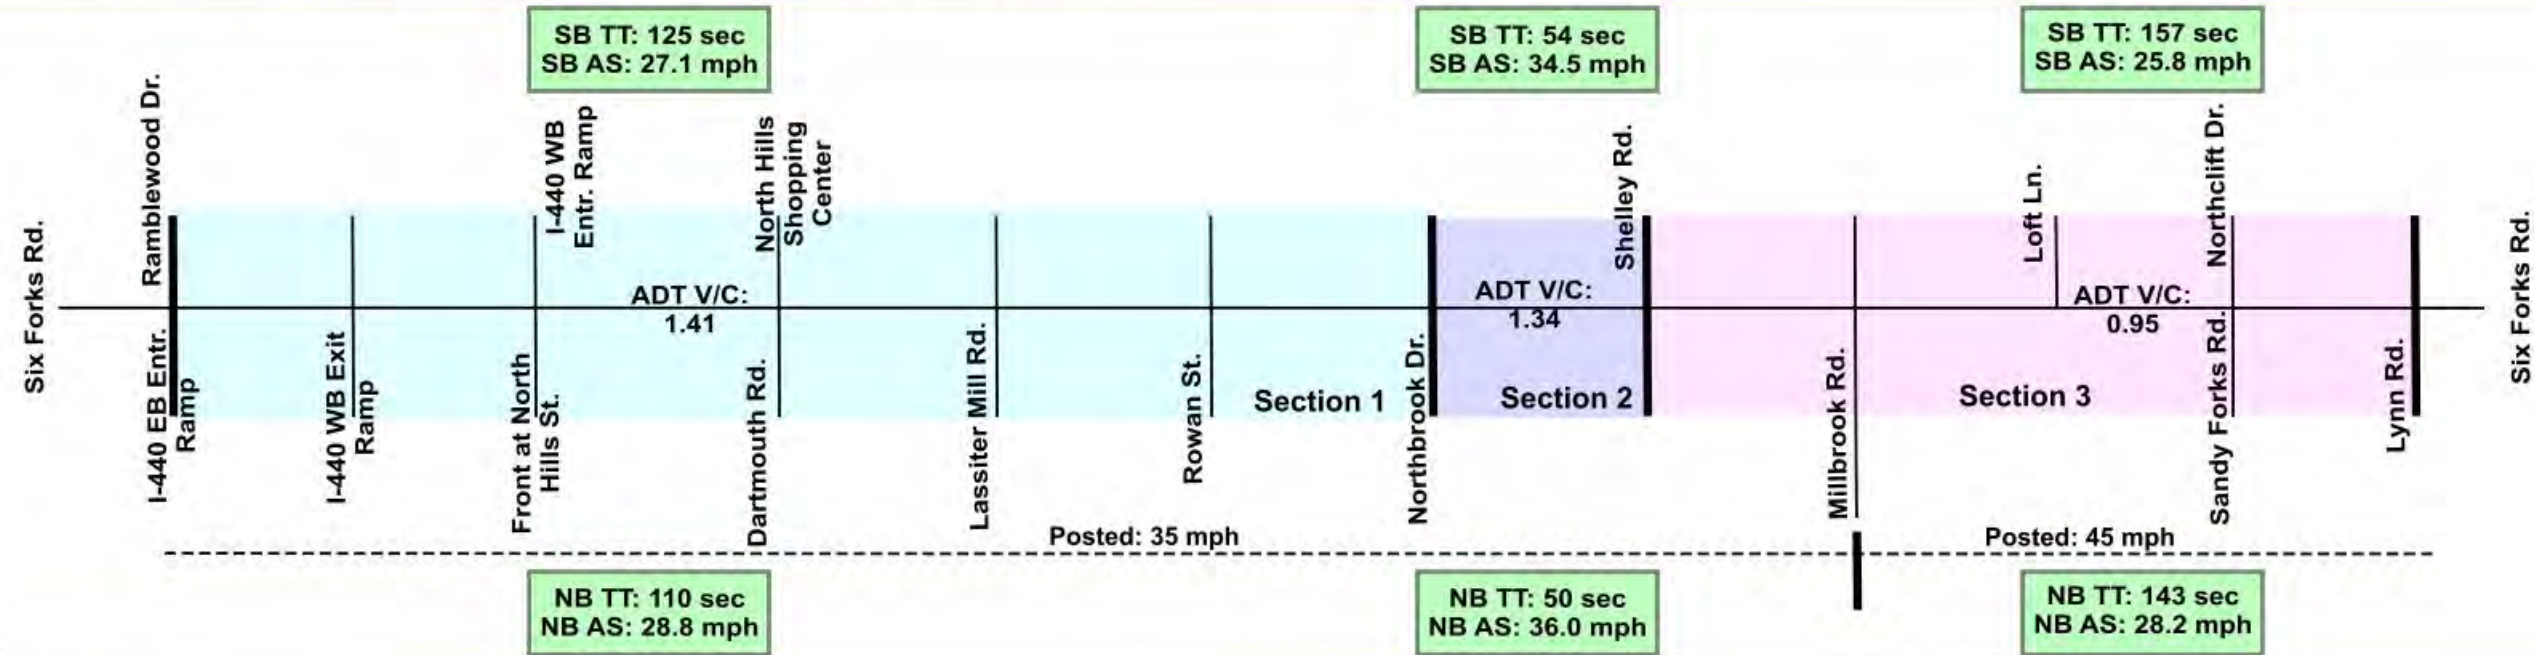 SB TT: 125 sec
SB AS: 27.1 mph
SB TT: 54 sec
SB AS: 34.5 mph
SB TT: 157 sec
SB AS: 25.8 mph
Six Forks Rd.
Ramblewood Dr.
I-440 WB
Entr. Ramp
North Hills
Shopping
Center
Shelley Rd.
Loft Ln.
Northclift Dr.
Six Forks Rd.
ADT V/C:
1.41
ADT V/C:
1.34
ADT V/C:
0.95
I-440 EB Entr.
Ramp
I-440 WB Exit
Ramp
Front at North
Hills St.
Dartmouth Rd.
Lassiter Mill Rd.
Rowan St.
Section 1
Northbrook Dr.
Section 2
Millbrook Rd.
Section 3
Sandy Forks Rd.
Lynn Rd.
Posted: 35 mph
Posted: 45 mph
NB TT: 110 sec
NB AS: 28.8 mph
NB TT: 50 sec
NB AS: 36.0 mph
NB TT: 143 sec
NB AS: 28.2 mph